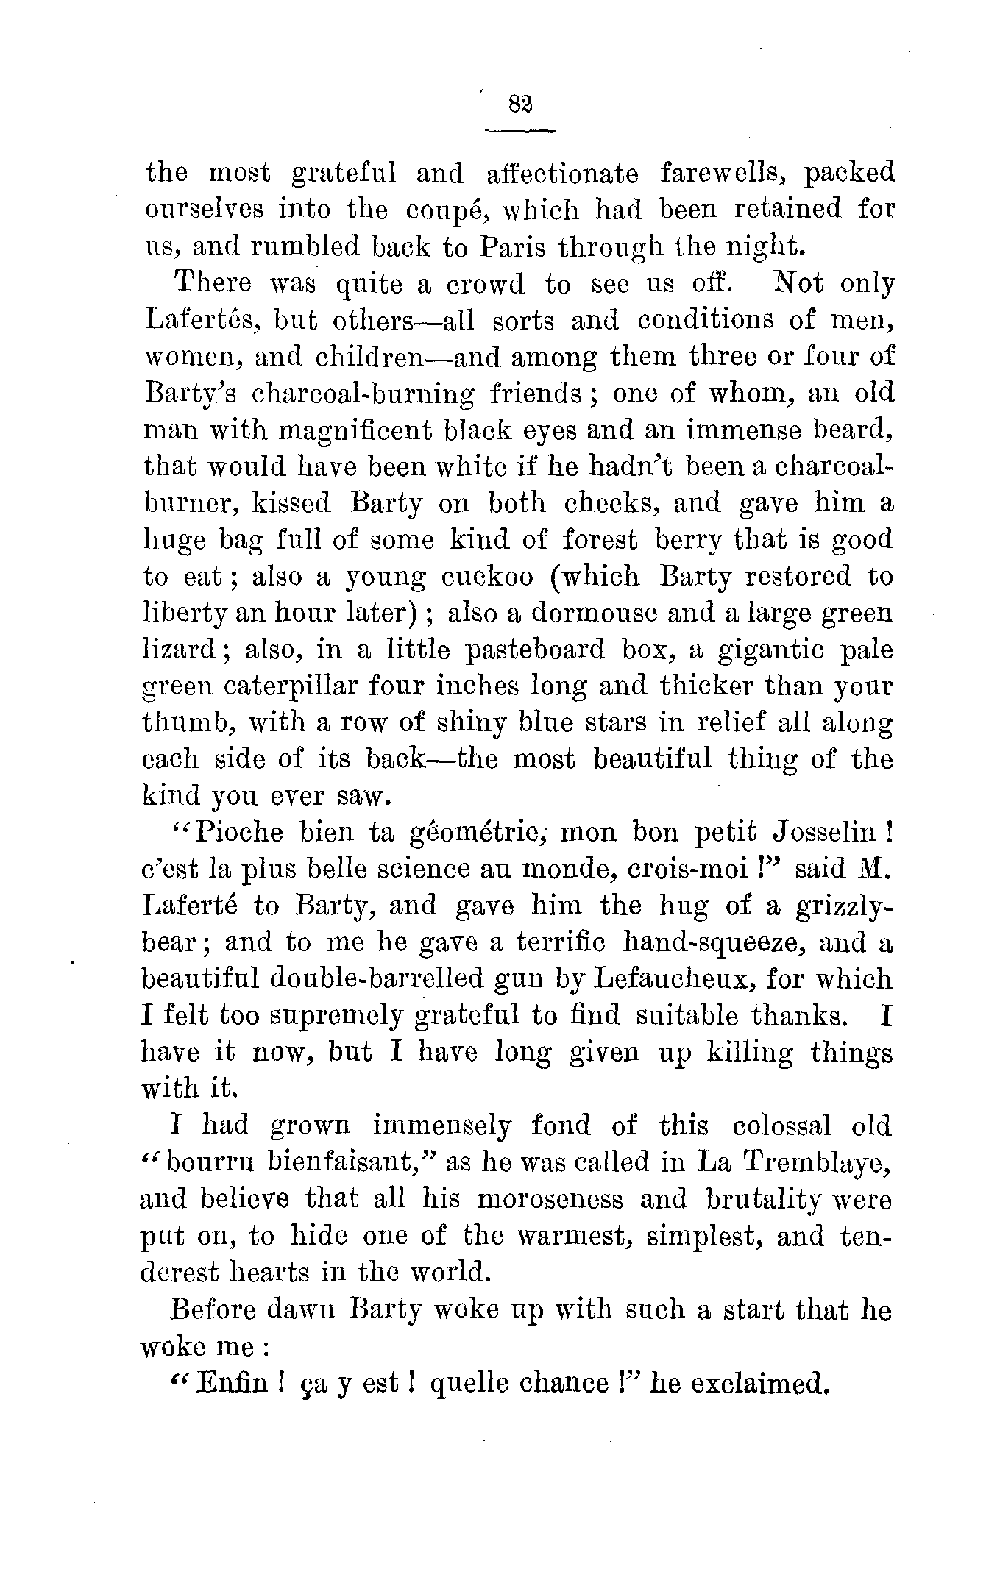 82
the most grateful and affectionate farewells, packed
ourselves into the coupé, which had been retained for
us, and rumbled back to Paris through the night.
There was quite a crowd to see us off. Not only
Lafertés, but others—all sorts and conditions of men,
women, and children—and among them three or four of
Barty's charcoal-burning friends; one of whom, an old
man with magnificent black eyes and an immense beard,
that would have been white if he hadn't been a charcoal-
burner, kissed Barty on both cheeks, and gave him a
huge bag full of some kind of forest berry that is good
to eat; also a young cuckoo (which Barty restored to
liberty an hour later); also a dormouse and a large green
lizard; also, in a little pasteboard box, a gigantic pale
green caterpillar four inches long and thicker than your
thumb, with a row of shiny blue stars in relief all along
each side of its back—the most beautiful thing of the
kind you ever saw.
"Pioche bien ta géométrie, mon bon petit Josselin!
c'est la plus belle science au monde, crois-moi!" said M.
Laferté to Barty, and gave him the hug of a grizzly-
bear; and to me he gave a terrific hand-squeeze, and a
beautiful double-barrelled gun by Lefaucheux, for which
I felt too supremely grateful to find suitable thanks. I
have it now, but I have long given up killing things
with it.
I had grown immensely fond of this colossal old
"bourru bienfaisant," as he was called in La Tremblaye,
and believe that all his moroseness and brutality were
put on, to hide one of the warmest, simplest, and ten-
derest hearts in the world.
Before dawn Barty woke up with such a start that he
woke me:
"Enfin! ça y est! quelle chance!" he exclaimed.